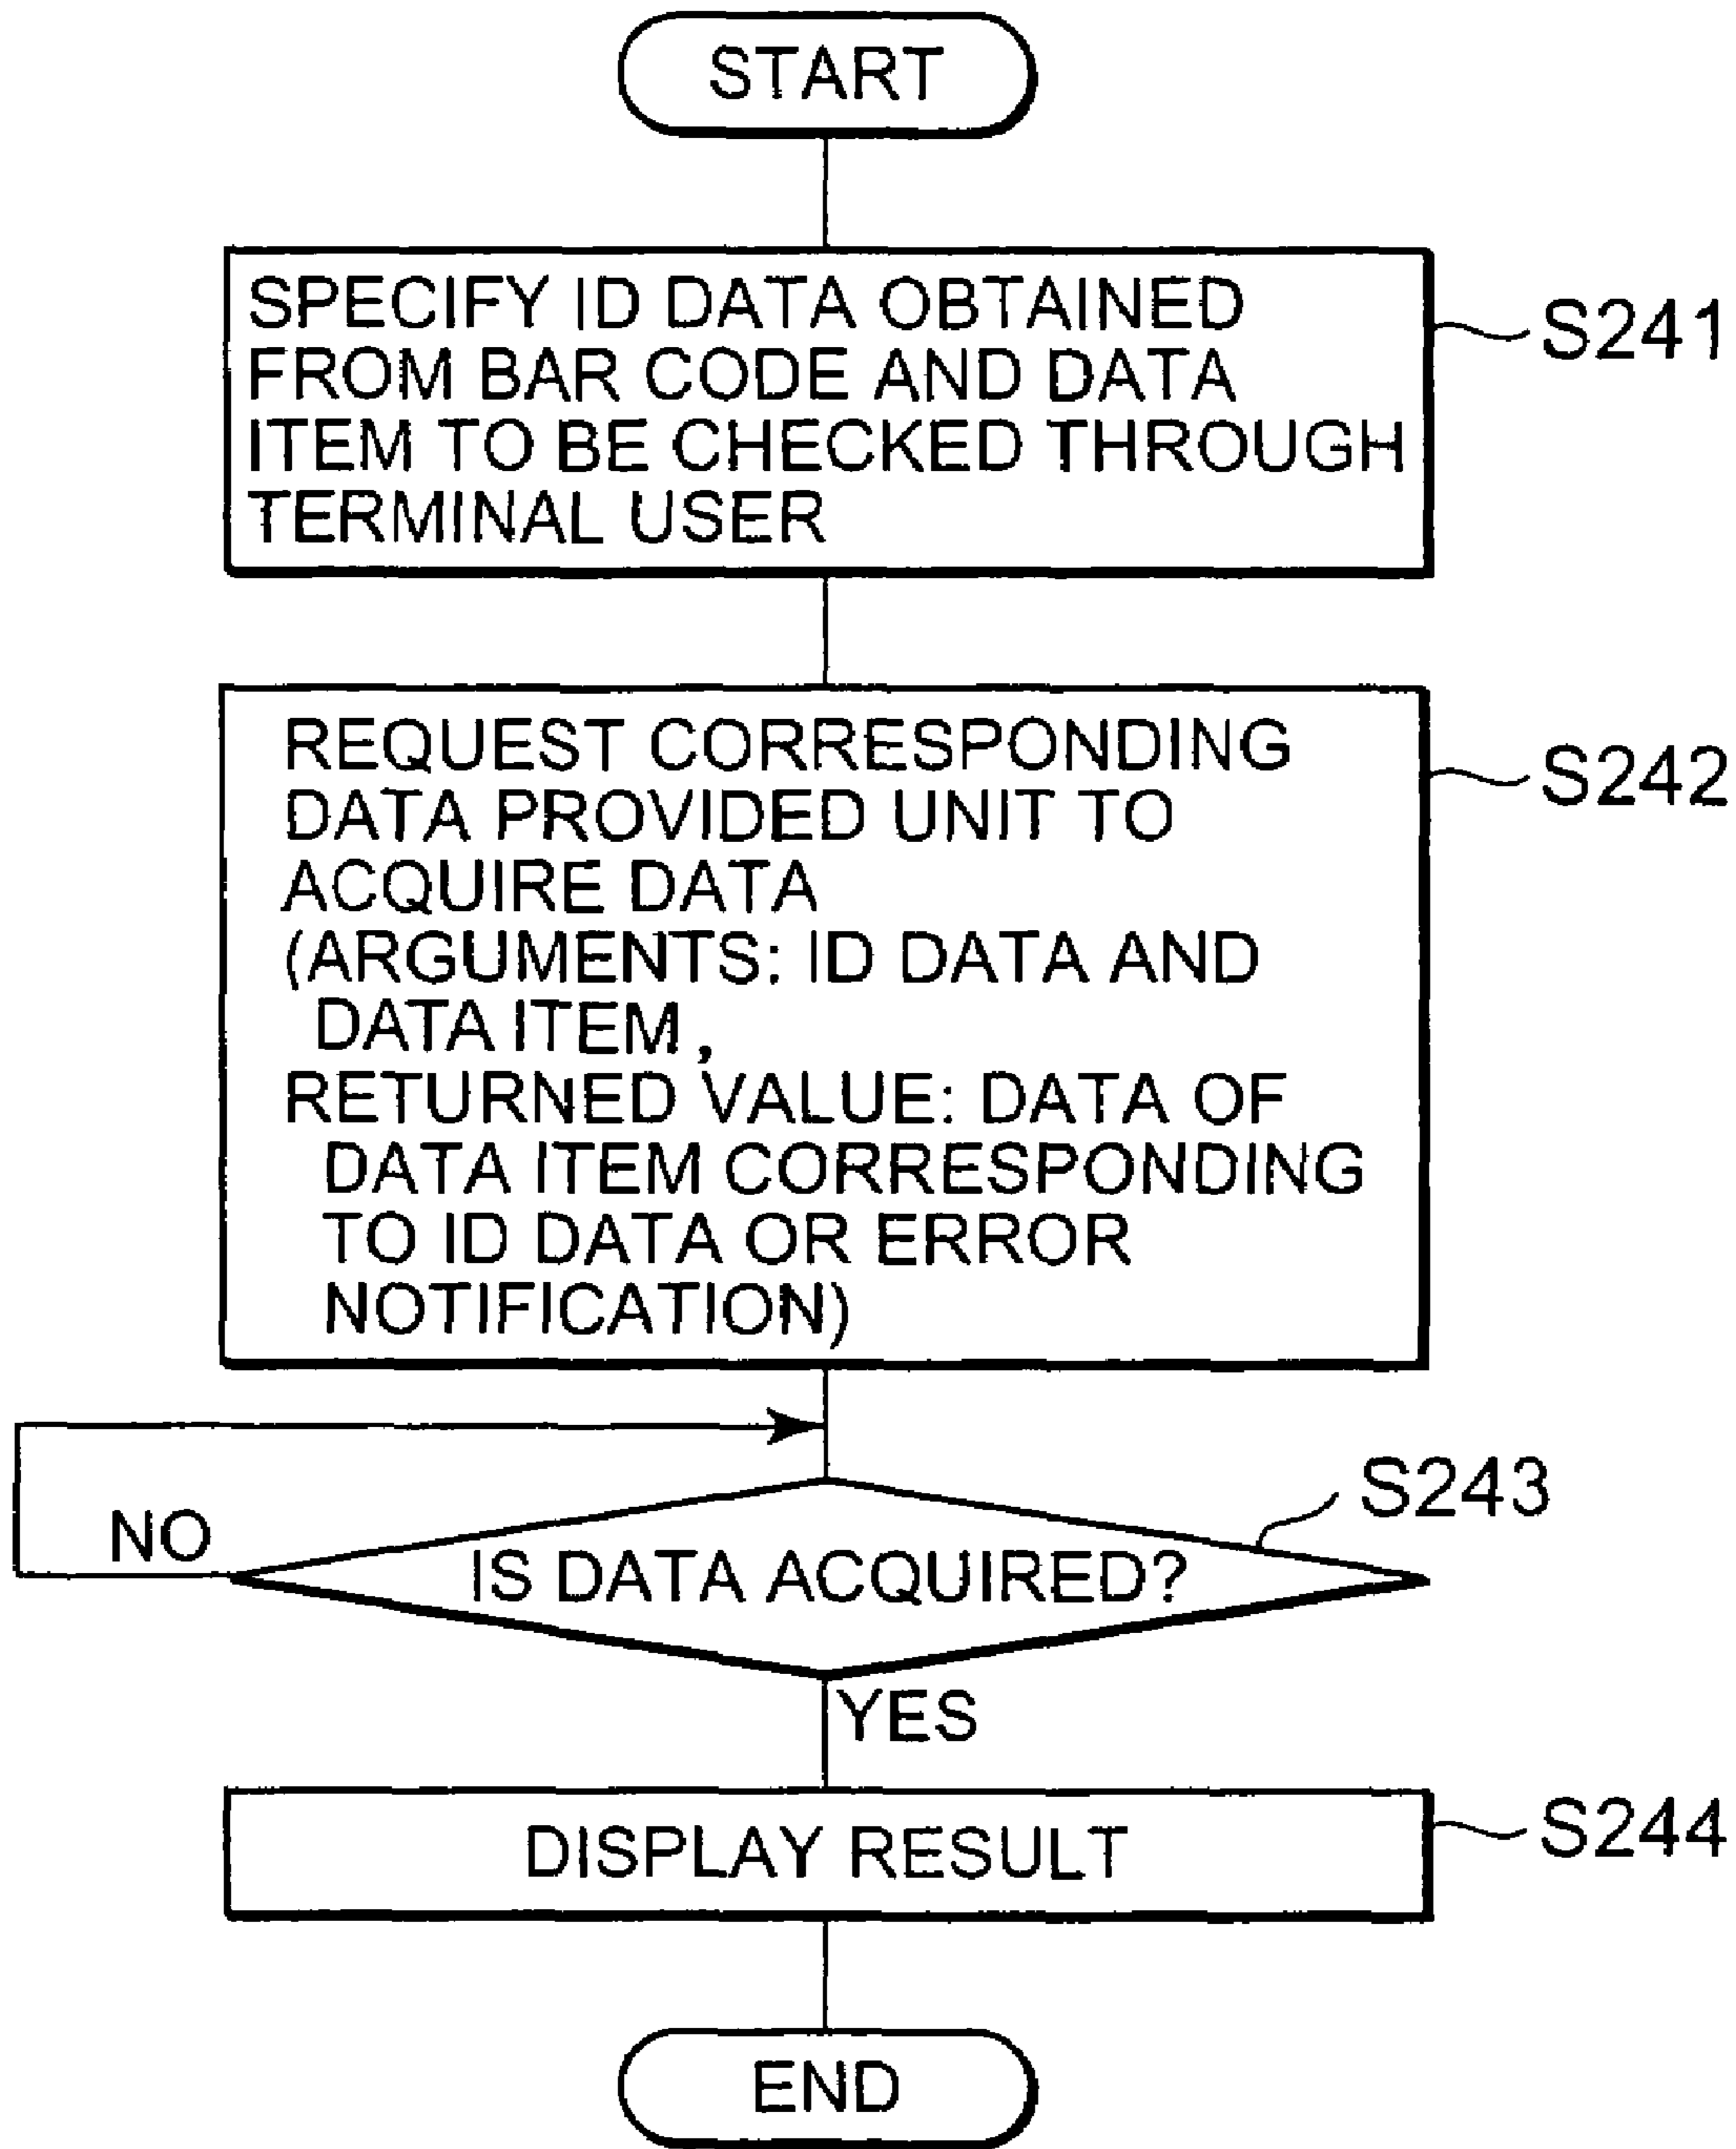 START
SPECIFY ID DATA OBTAINED
FROM BAR CODE AND DATA
ITEM TO BE CHECKED THROUGH
TERMINAL USER
S241
REQUEST CORRESPONDING
DATA PROVIDED UNIT TO
ACQUIRE DATA
(ARGUMENTS: ID DATA AND
DATA ITEM,
RETURNED VALUE: DATA OF
DATA ITEM CORRESPONDING
TO ID DATA OR ERROR
NOTIFICATION)
S242
S243
NO
IS DATA ACQUIRED?
YES
DISPLAY RESULT
S244
END